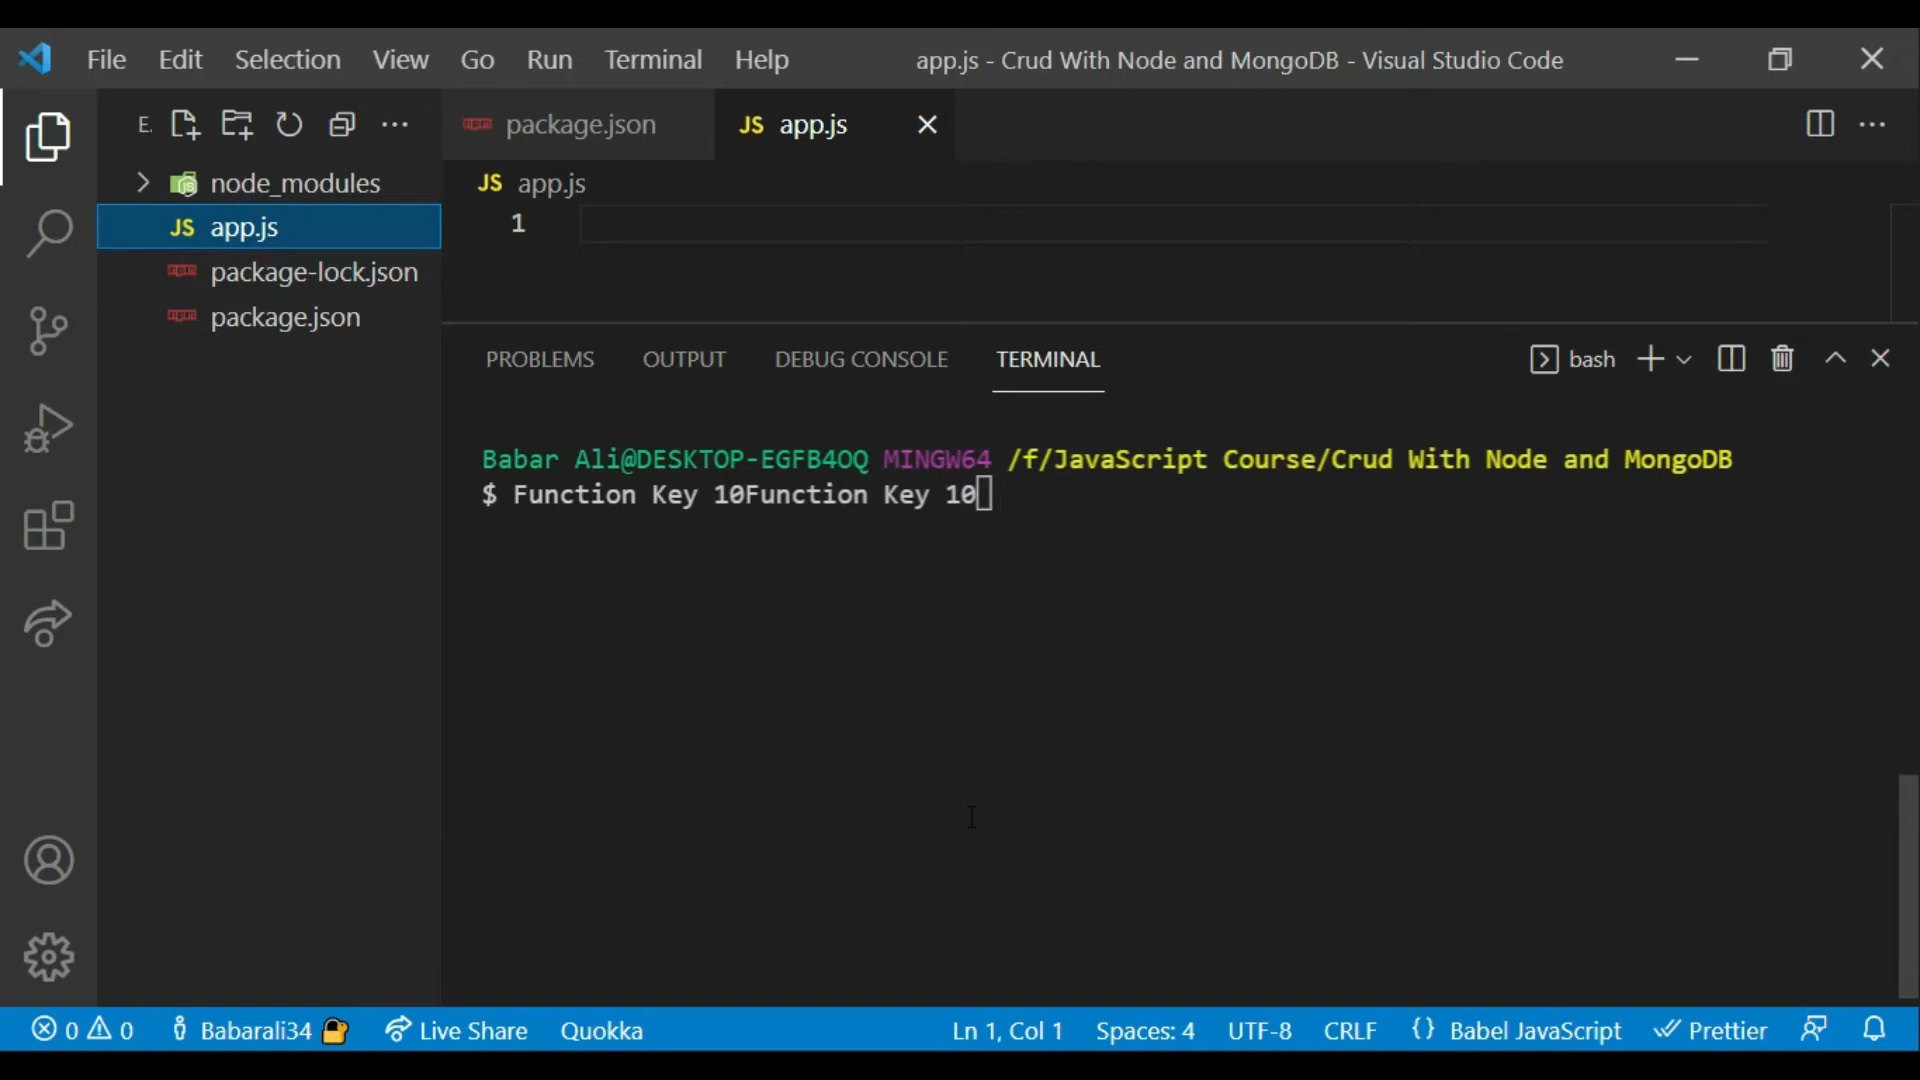 File Edit Selection View Go Run Terminal Help app.js - Crud With Node and MongoDB - Visual Studio Code
E.
package.json
JS app.js
node_modules
JS app.js
package-lock.json
package.json
JS app.js
1
PROBLEMS OUTPUT DEBUG CONSOLE TERMINAL bash
Babar Ali@DESKTOP-EGFB4OQ MINGW64 /f/JavaScript Course/Crud With Node and MongoDB
$ Function Key 10Function Key 10
0 0 Babarali34 Live Share Quokka Ln 1, Col 1 Spaces: 4 UTF-8 CRLF {} Babel JavaScript Prettier